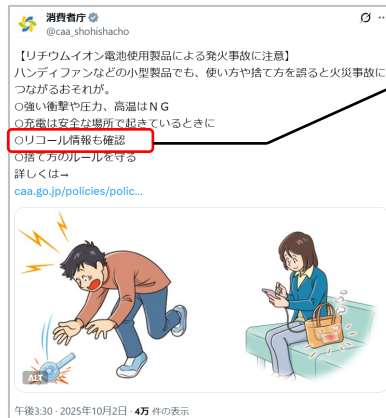 消費者庁
@caa_shohishacho
【リチウムイオン電池使用製品による発火事故に注意】
ハンディファンなどの小型製品でも、使い方や捨て方を誤ると火災事故に
つながるおそれが。
○強い衝撃や圧力、高温はＮＧ
○充電は安全な場所で起きているときに
○リコール情報も確認
○捨て方のルールを守る
詳しくは→
caa.go.jp/policies/polic...
ALT
午後3:30 · 2025年10月2日 · 4万 件の表示